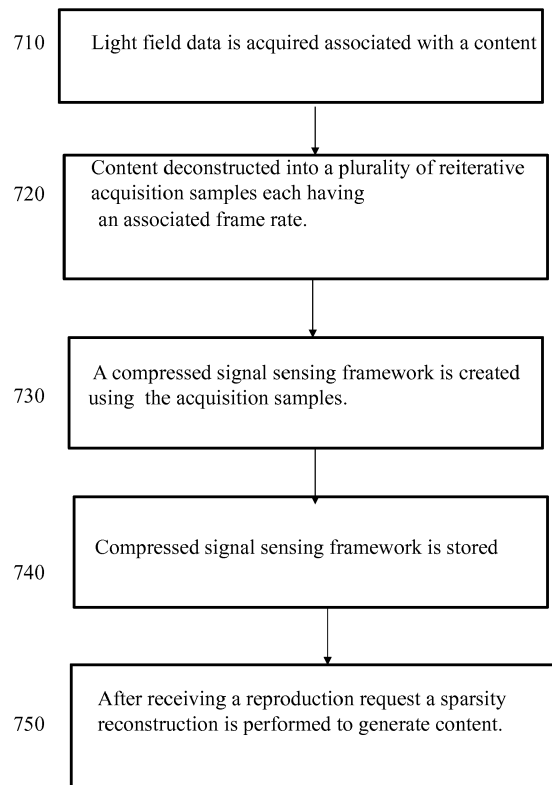 710
Light field data is acquired associated with a content
720
Content deconstructed into a plurality of reiterative
acquisition samples each having
an associated frame rate.
730
A compressed signal sensing framework is created
using the acquisition samples.
740
Compressed signal sensing framework is stored
750
After receiving a reproduction request a sparsity
reconstruction is performed to generate content.